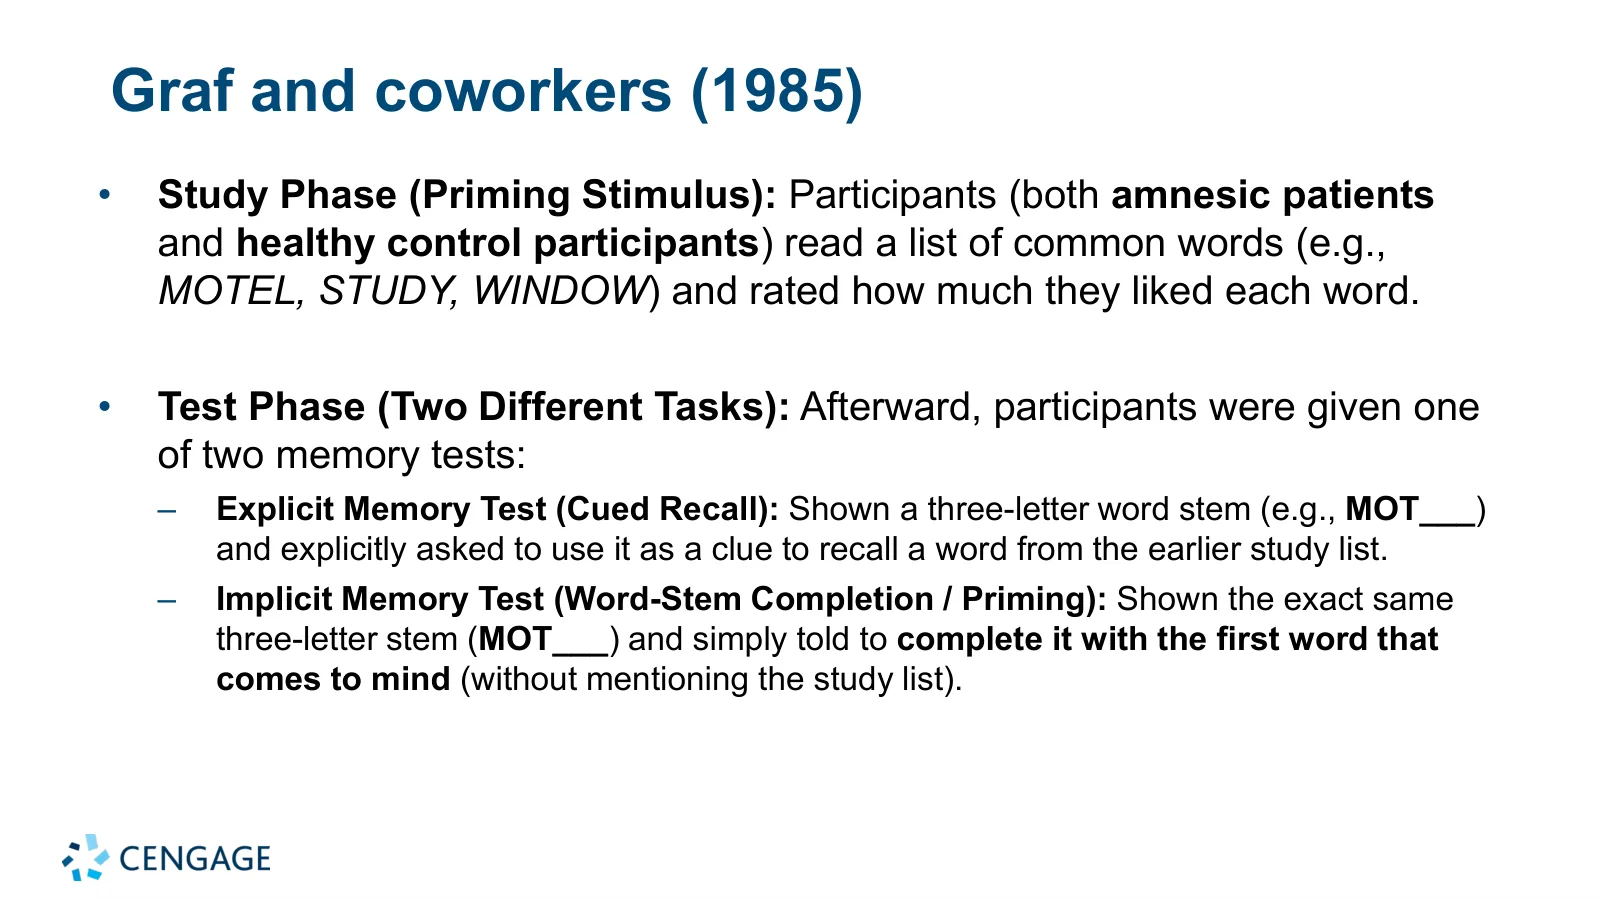 Graf and coworkers (1985)
• Study Phase (Priming Stimulus): Participants (both amnesic patients
and healthy control participants) read a list of common words (e.g.,
MOTEL, STUDY, WINDOW) and rated how much they liked each word.
• Test Phase (Two Different Tasks): Afterward, participants were given one
of two memory tests:
– Explicit Memory Test (Cued Recall): Shown a three-letter word stem (e.g., MOT___)
and explicitly asked to use it as a clue to recall a word from the earlier study list.
– Implicit Memory Test (Word-Stem Completion / Priming): Shown the exact same
three-letter stem (MOT___) and simply told to complete it with the first word that
comes to mind (without mentioning the study list).
CENGAGE